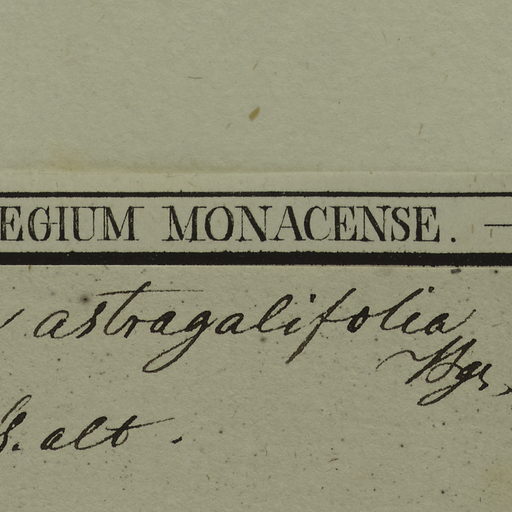 EGIUM MONACENSE. —
astragalifolia
. alt.